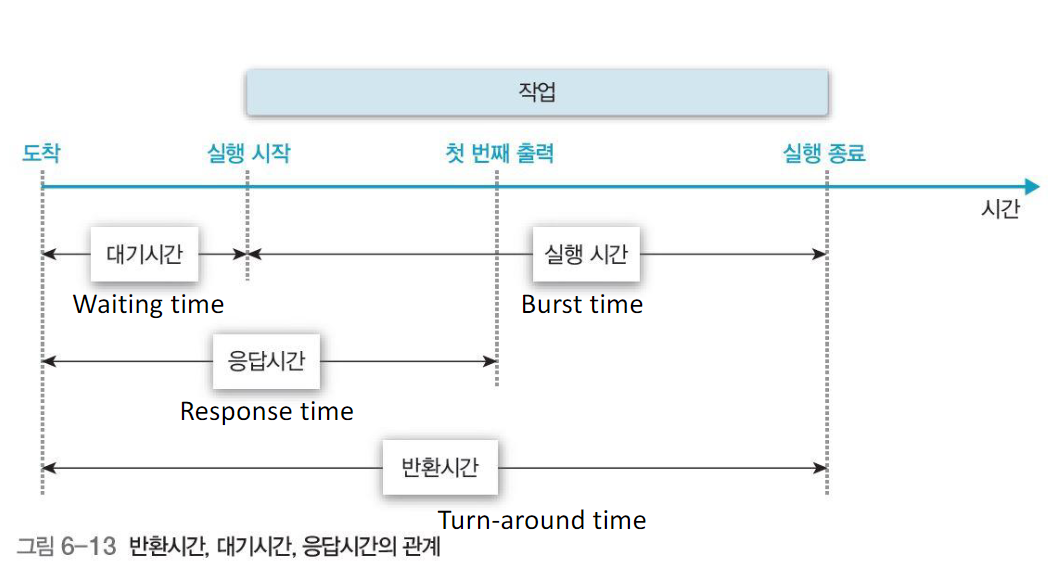 작업
도착 실행 시작 첫 번째 출력 실행 종료
시간
대기시간 실행 시간
Waiting time Burst time
응답시간
Response time
반환시간
Turn-around time
그림 6-13 반환시간, 대기시간, 응답시간의 관계